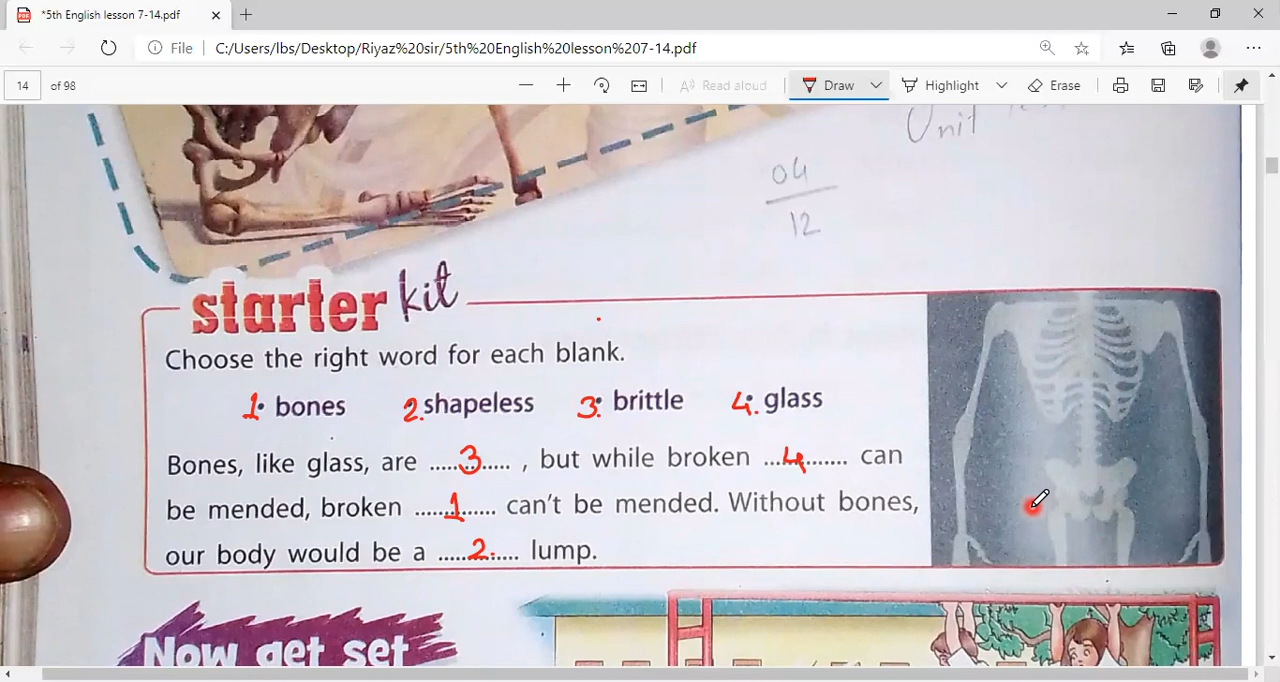 *5th English lesson 7-14.pdf
File C:/Users/lbs/Desktop/Riyaz%20sir/5th%20English%20lesson%207-14.pdf
14 of 98 Read aloud Draw Highlight Erase
Unit
04
12
starter kit
Choose the right word for each blank.
1• bones 2.shapeless 3. brittle 4. glass
Bones, like glass, are ......3...... , but while broken ...4......... can
be mended, broken ......1...... can't be mended. Without bones,
our body would be a ......2...... lump.
Now get set